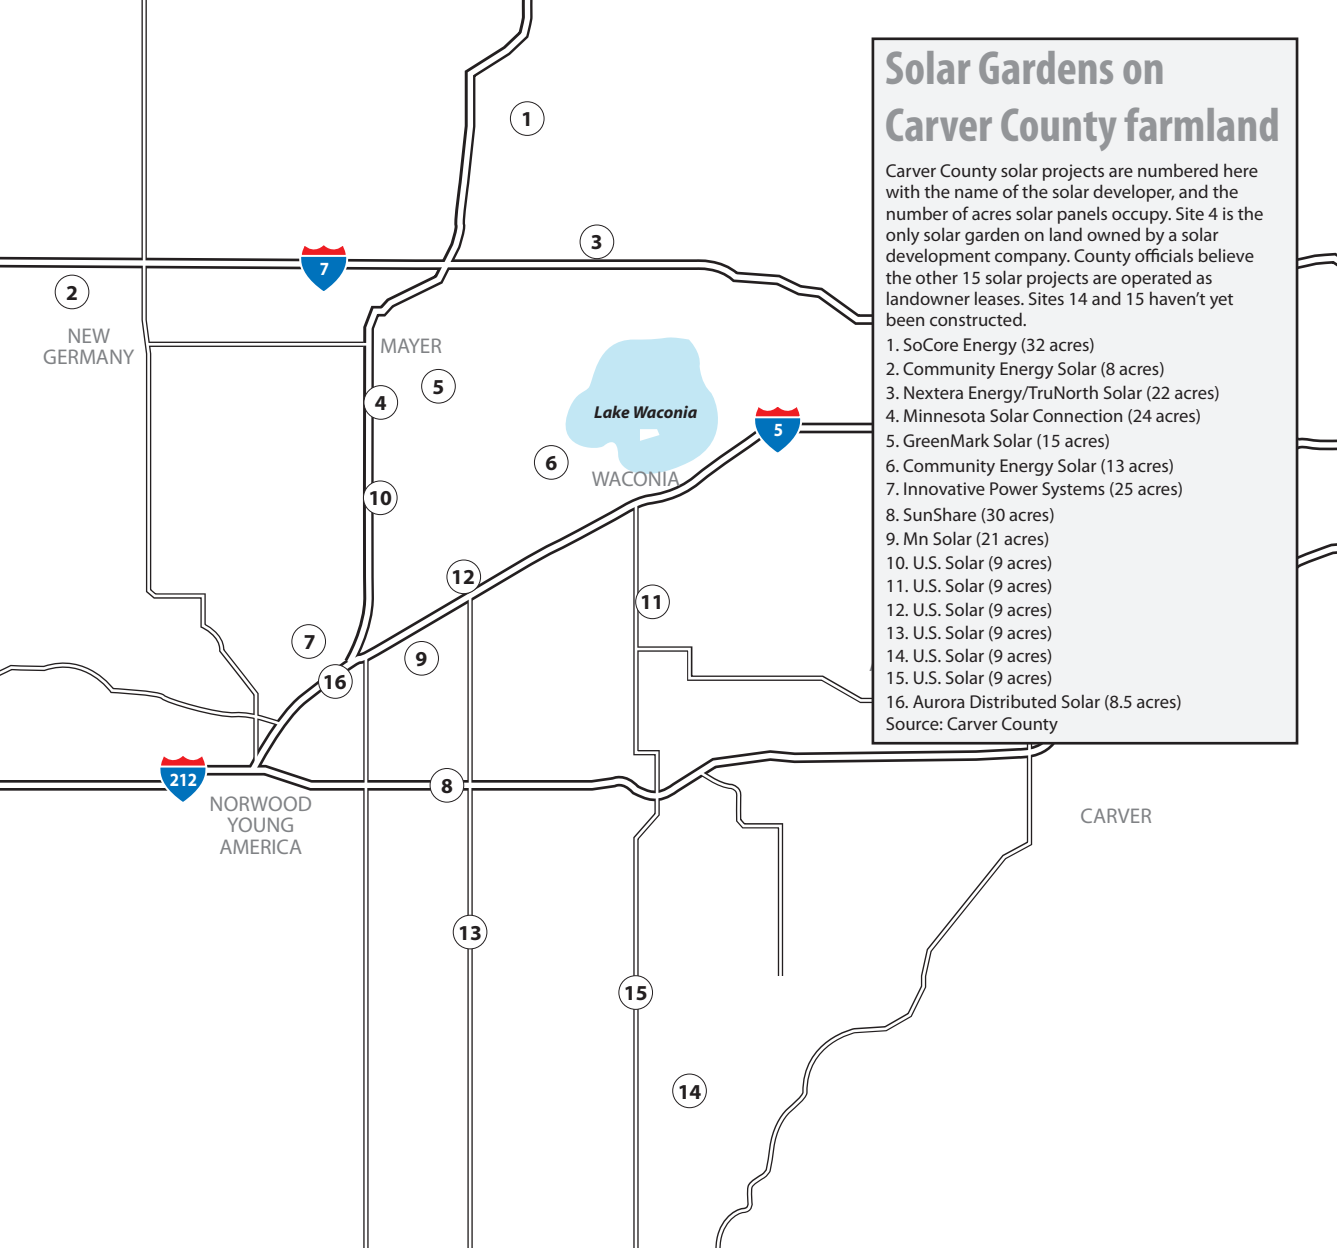 Solar Gardens on
Carver County farmland
Carver County solar projects are numbered here
with the name of the solar developer, and the
number of acres solar panels occupy. Site 4 is the
only solar garden on land owned by a solar
development company. County officials believe
the other 15 solar projects are operated as
landowner leases. Sites 14 and 15 haven’t yet
been constructed.
1. SoCore Energy (32 acres)
2. Community Energy Solar (8 acres)
3. Nextera Energy/TruNorth Solar (22 acres)
4. Minnesota Solar Connection (24 acres)
5. GreenMark Solar (15 acres)
6. Community Energy Solar (13 acres)
7. Innovative Power Systems (25 acres)
8. SunShare (30 acres)
9. Mn Solar (21 acres)
10. U.S. Solar (9 acres)
11. U.S. Solar (9 acres)
12. U.S. Solar (9 acres)
13. U.S. Solar (9 acres)
14. U.S. Solar (9 acres)
15. U.S. Solar (9 acres)
16. Aurora Distributed Solar (8.5 acres)
Source: Carver County
1
3
7
2
NEW
GERMANY
MAYER
5
4
Lake Waconia
5
6
WACONIA
10
12
11
7
9
16
212
8
NORWOOD
YOUNG
AMERICA
CARVER
13
15
14